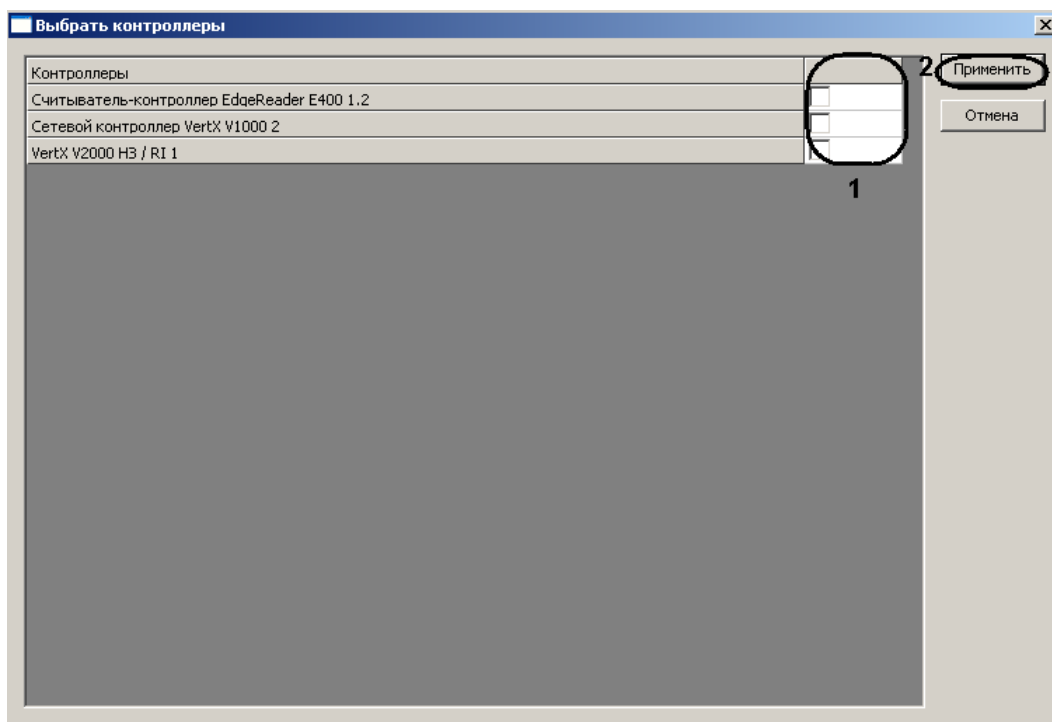 Выбрать контроллеры
Контроллеры
2
Применить
Считыватель-контроллер EdgeReader E400 1.2
Отмена
Сетевой контроллер VertX V1000 2
VertX V2000 НЗ / RI 1
1